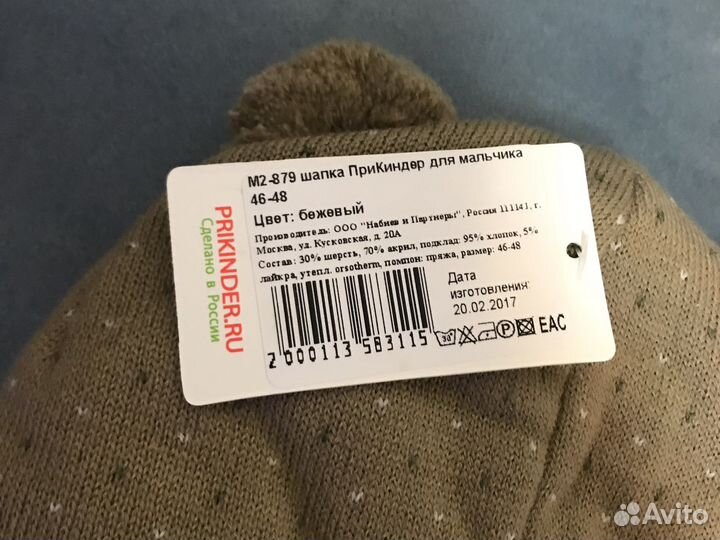 М2-879 шапка ПриКиндер для мальчика
46-48
Цвет: бежевый
Производитель: ООО "Набиев и Партнеры", Россия 111141, г.
Москва, ул. Кусковская, д. 20А
Состав: 30% шерсть, 70% акрил, подклад: 95% хлопок, 5%
лайкра, утепл. orsotherm, помпон: пряжа, размер: 46-48
Дата
изготовления:
20.02.2017
2 000113 583115
30° P EAC
PRIKINDER.RU
Сделано в России
Avito